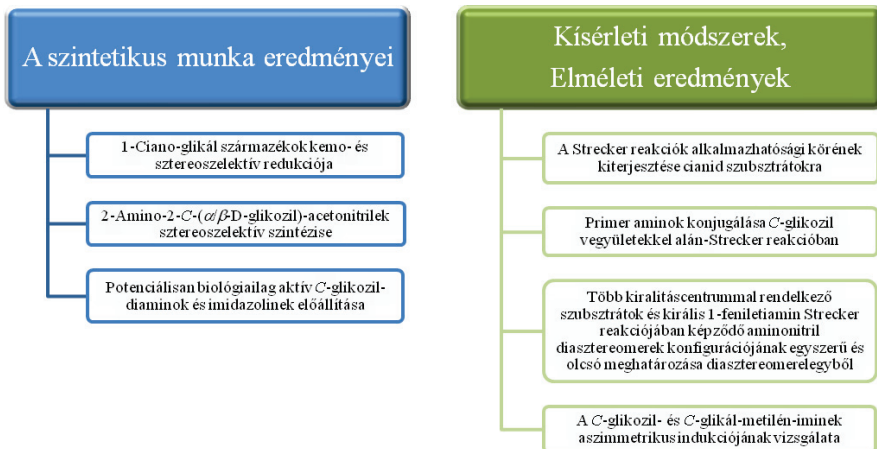 A szintetikus munka eredményei
1-Ciano-glikál származékok kemo- és
sztereoszelektív redukciója
2-Amino-2-C-(α/β-D-glikozil)-acetonitrilek
sztereoszelektív szintézise
Potenciálisan biológiailag aktív C-glikozil-
diaminok és imidazolinek előállítása
Kísérleti módszerek,
Elméleti eredmények
A Strecker reakciók alkalmazhatósági körének
kiterjesztése cianid szubsztrátokra
Primer aminok konjugálása C-glikozil
vegyületekkel alán-Strecker reakcióban
Több kiralitáscentrummal rendelkező
szubsztrátok és királis 1-feniletiamin Strecker
reakciójában képződő aminonitril
diasztereomerek konfigurációjának egyszerű és
olcsó meghatározása diasztereomerelegyből
A C-glikozil- és C-glikál-metilén-iminek
aszimmetrikus indukciójának vizsgálata